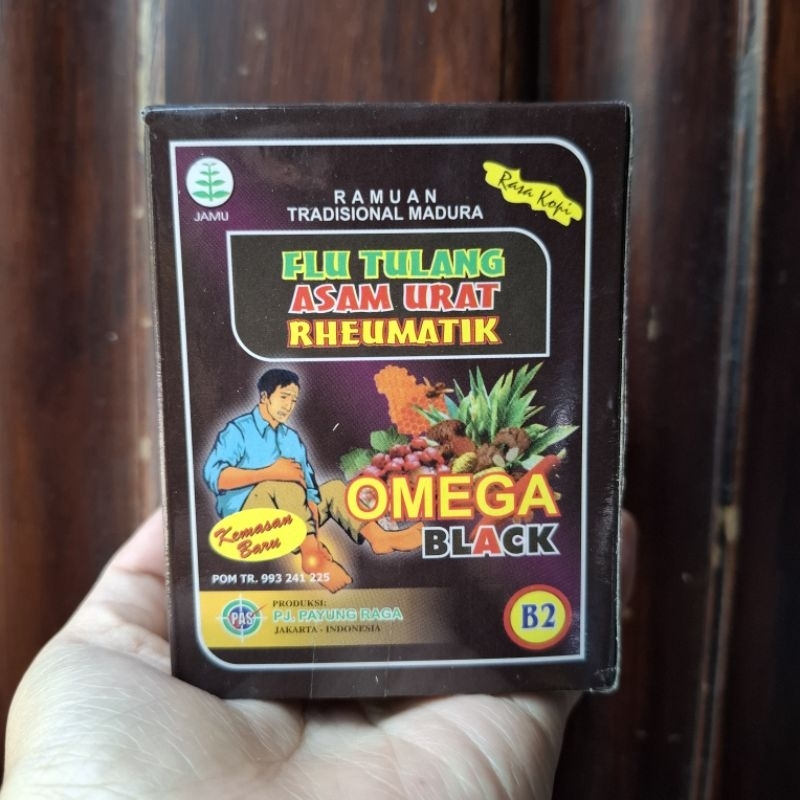 JAMU
RAMUAN
TRADISIONAL MADURA
Rasa Kopi
FLU TULANG
ASAM URAT
RHEUMATIK
OMEGA
BLACK
Kemasan
Baru
POM TR. 993 241 225
PAS
PRODUKSI:
PJ. PAYUNG RAGA
JAKARTA - INDONESIA
B2